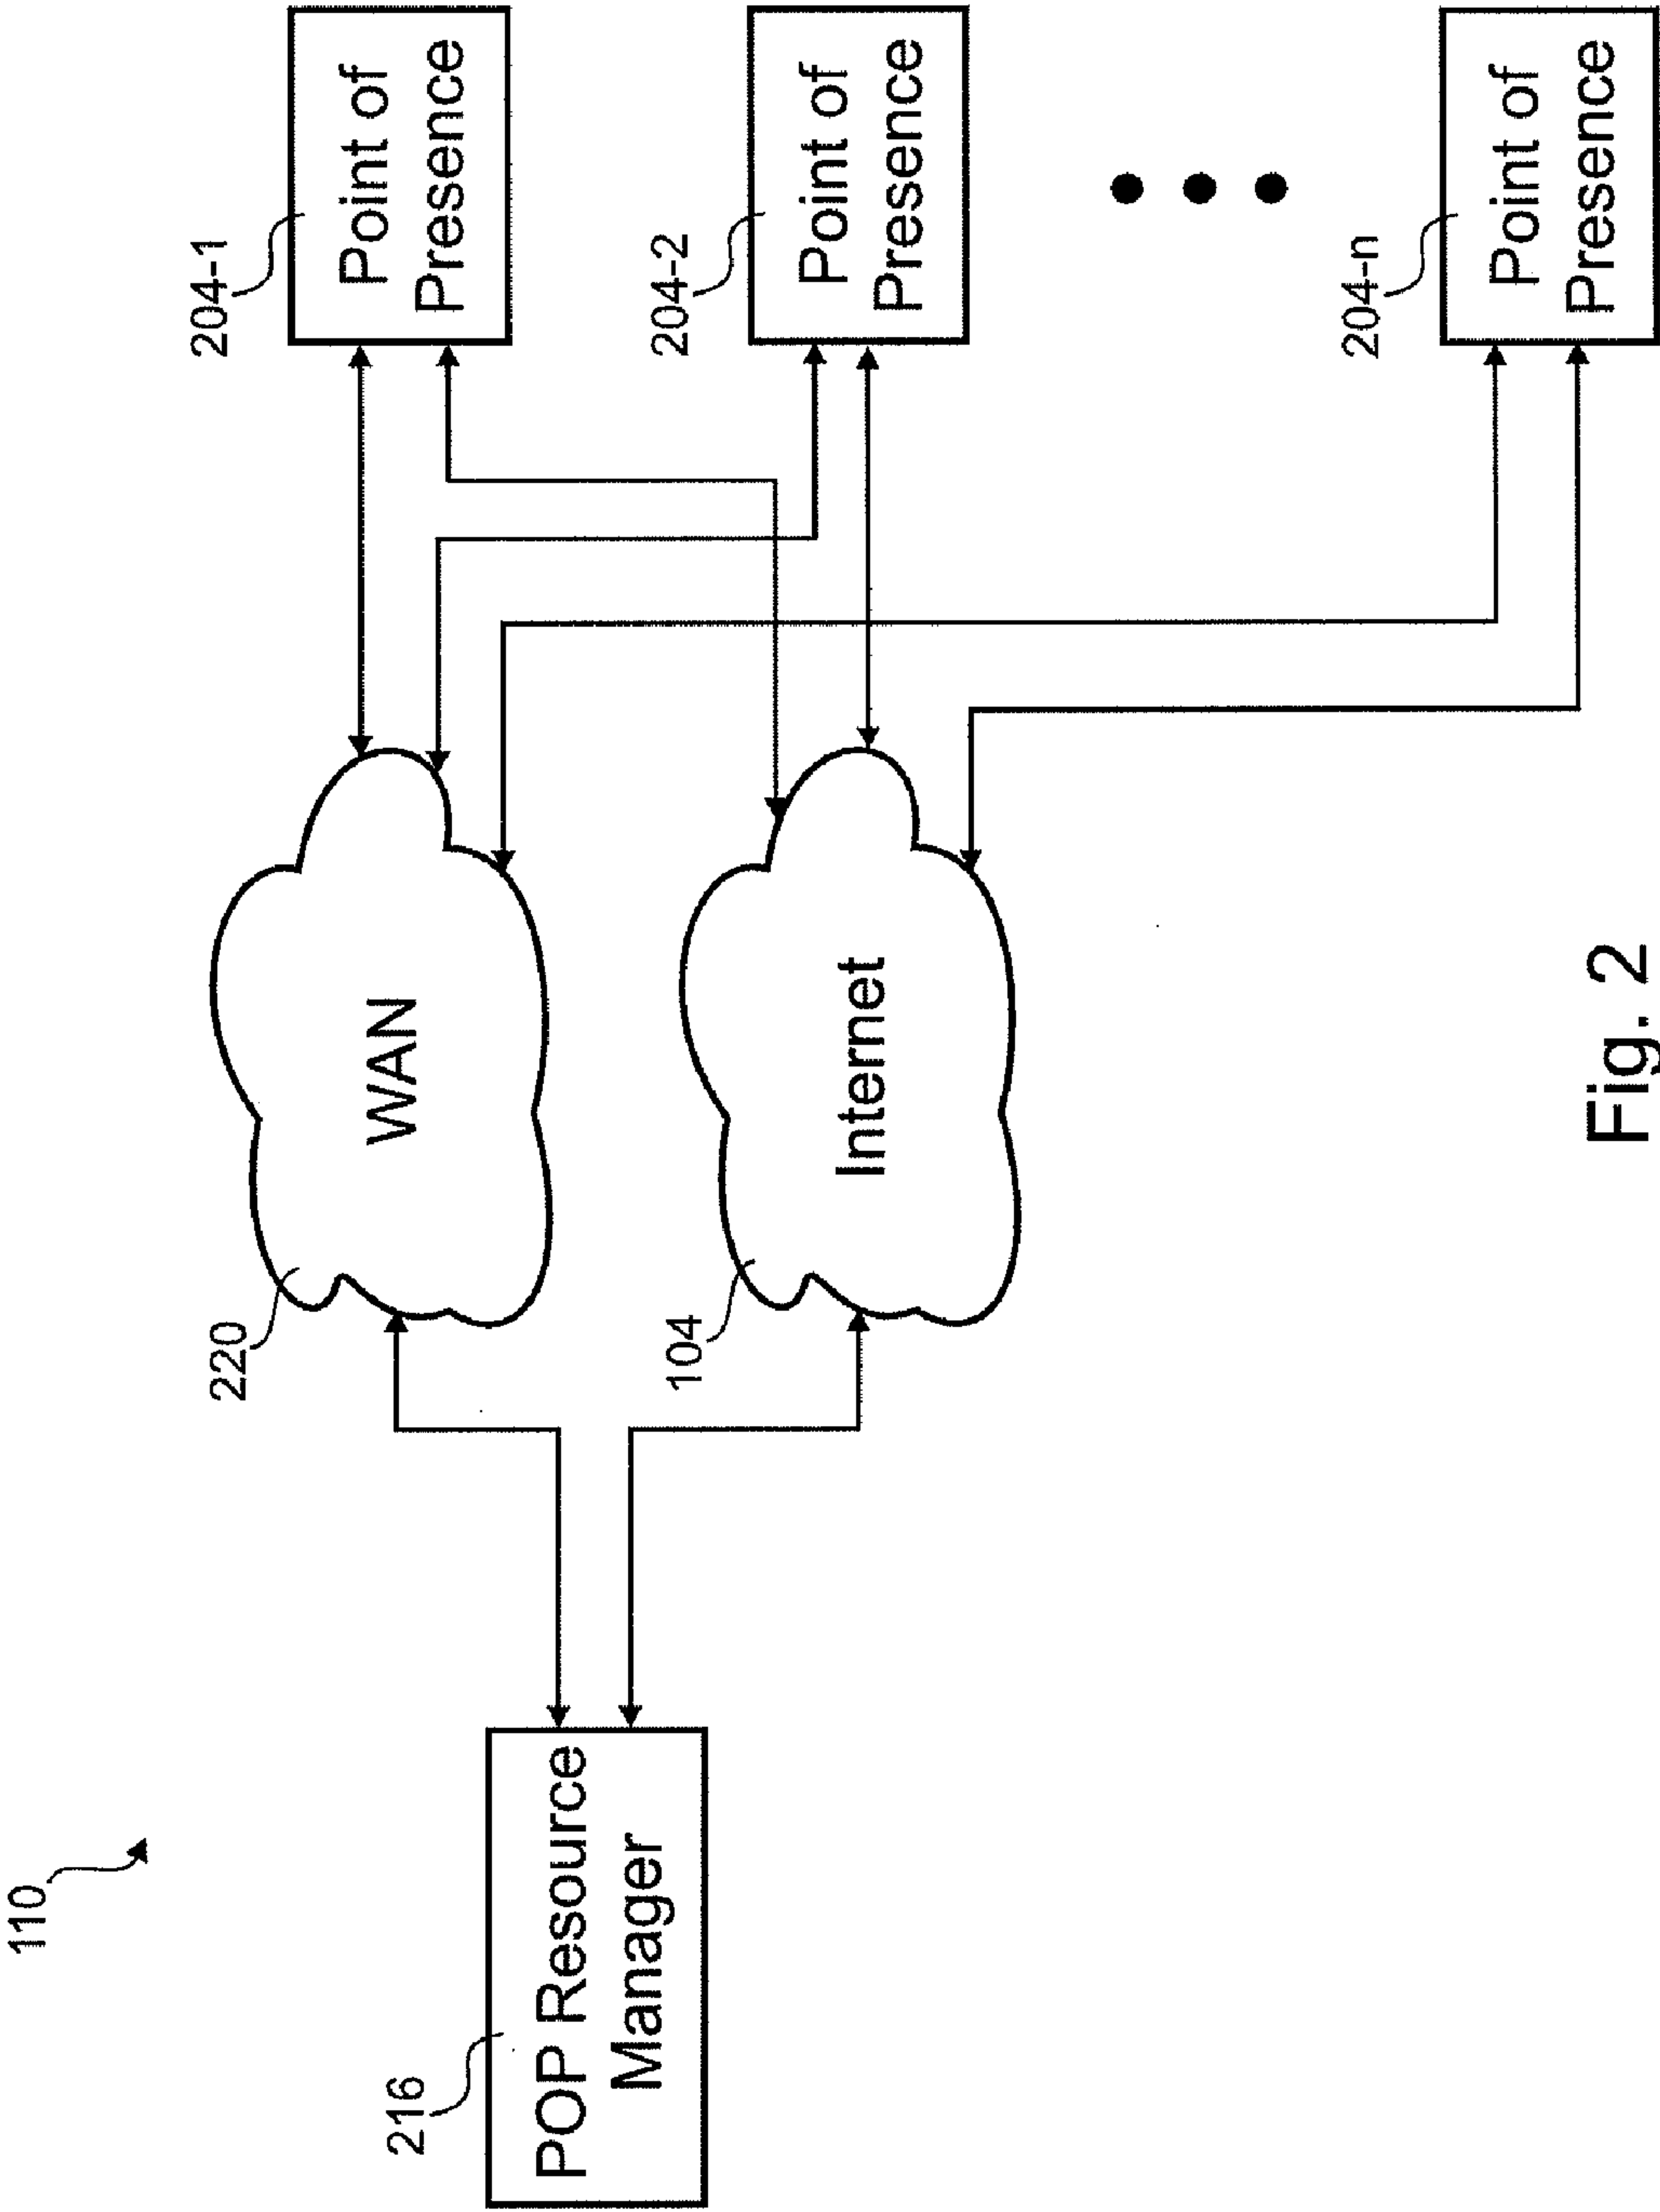 110
216
POP Resource
Manager
220
WAN
104
Internet
204-1
Point of
Presence
204-2
Point of
Presence
204-n
Point of
Presence
Fig. 2